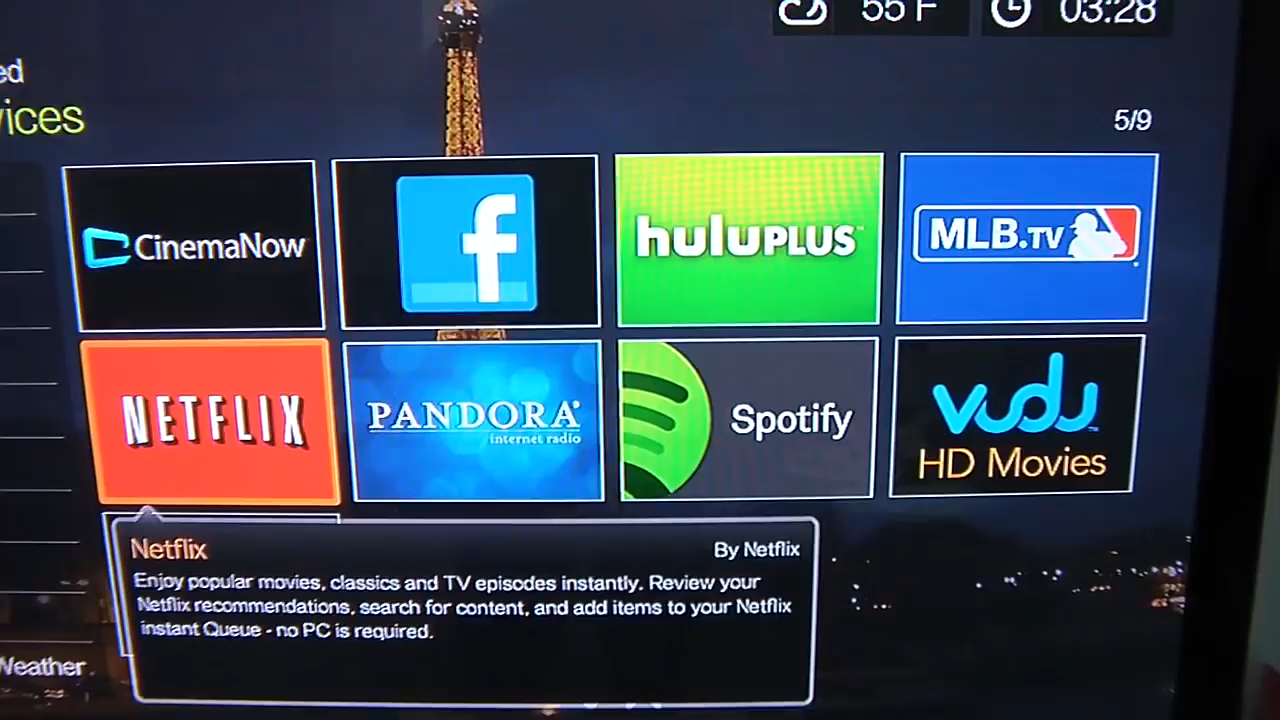 55 F
03:28
ed
vices
5/9
CinemaNow
f
huluPLUS
MLB.TV
NETFLIX
PANDORA®
internet radio
Spotify
vudu™
HD Movies
Netflix
By Netflix
Enjoy popular movies, classics and TV episodes instantly. Review your
Netflix recommendations, search for content, and add items to your Netflix
instant Queue - no PC is required.
Weather